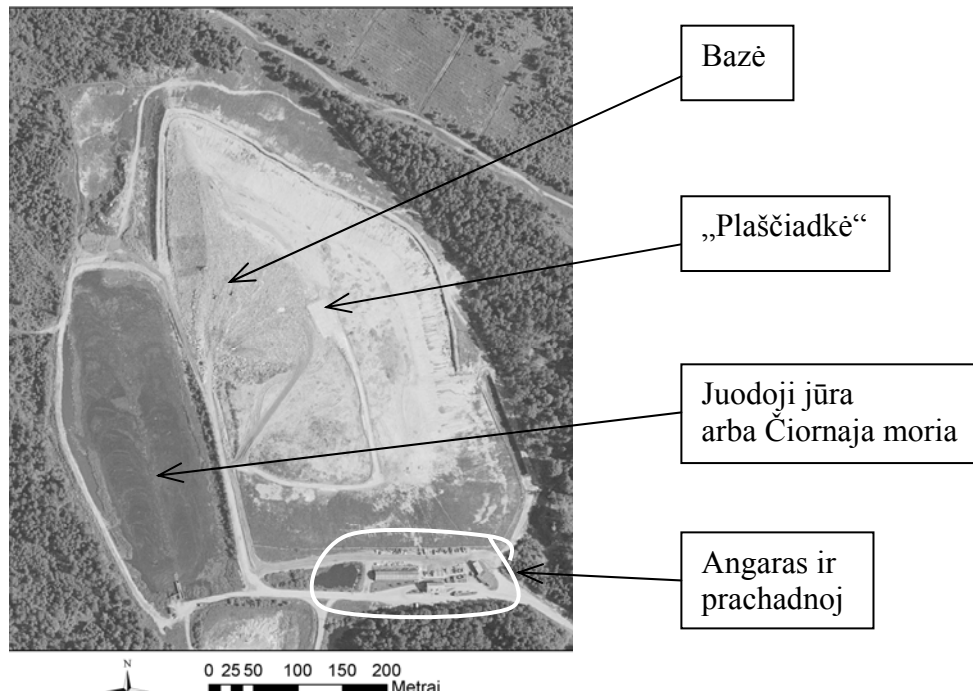 Bazė
„Plaščiadkė“
Juodoji jūra
arba Čiornaja moria
Angaras ir
prachadnoj
N
0 25 50 100 150 200
Metrai